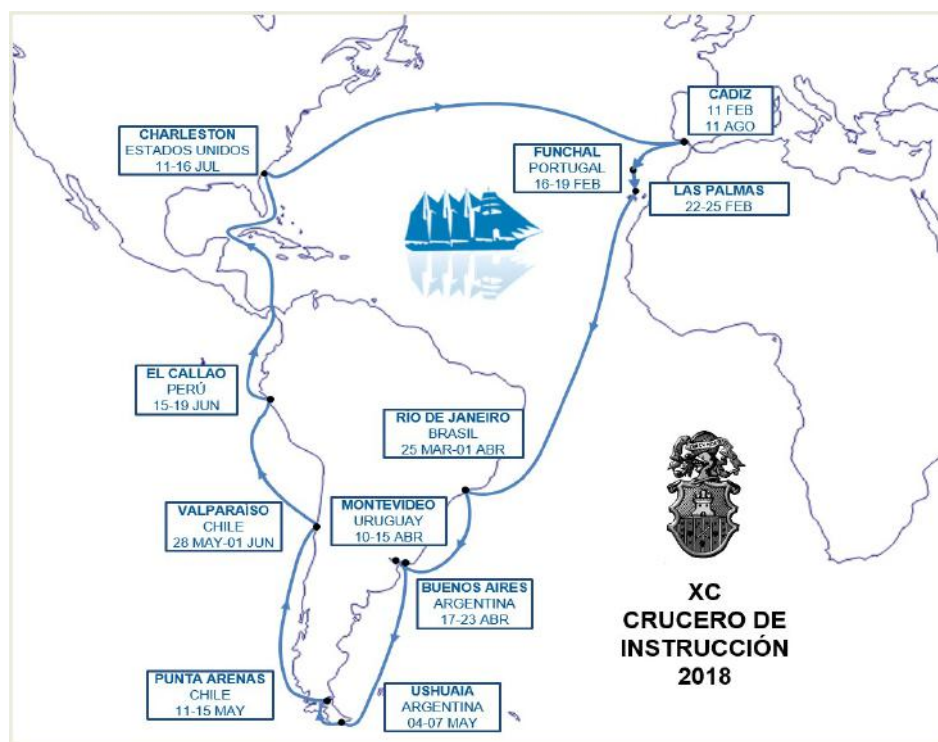 CADIZ
11 FEB
11 AGO
CHARLESTON
ESTADOS UNIDOS
11-16 JUL
FUNCHAL
PORTUGAL
16-19 FEB
LAS PALMAS
22-25 FEB
EL CALLAO
PERÚ
15-19 JUN
RIO DE JANEIRO
BRASIL
25 MAR-01 ABR
VALPARAÍSO
CHILE
28 MAY-01 JUN
MONTEVIDEO
URUGUAY
10-15 ABR
BUENOS AIRES
ARGENTINA
17-23 ABR
PUNTA ARENAS
CHILE
11-15 MAY
USHUAIA
ARGENTINA
04-07 MAY
XC
CRUCERO DE
INSTRUCCIÓN
2018